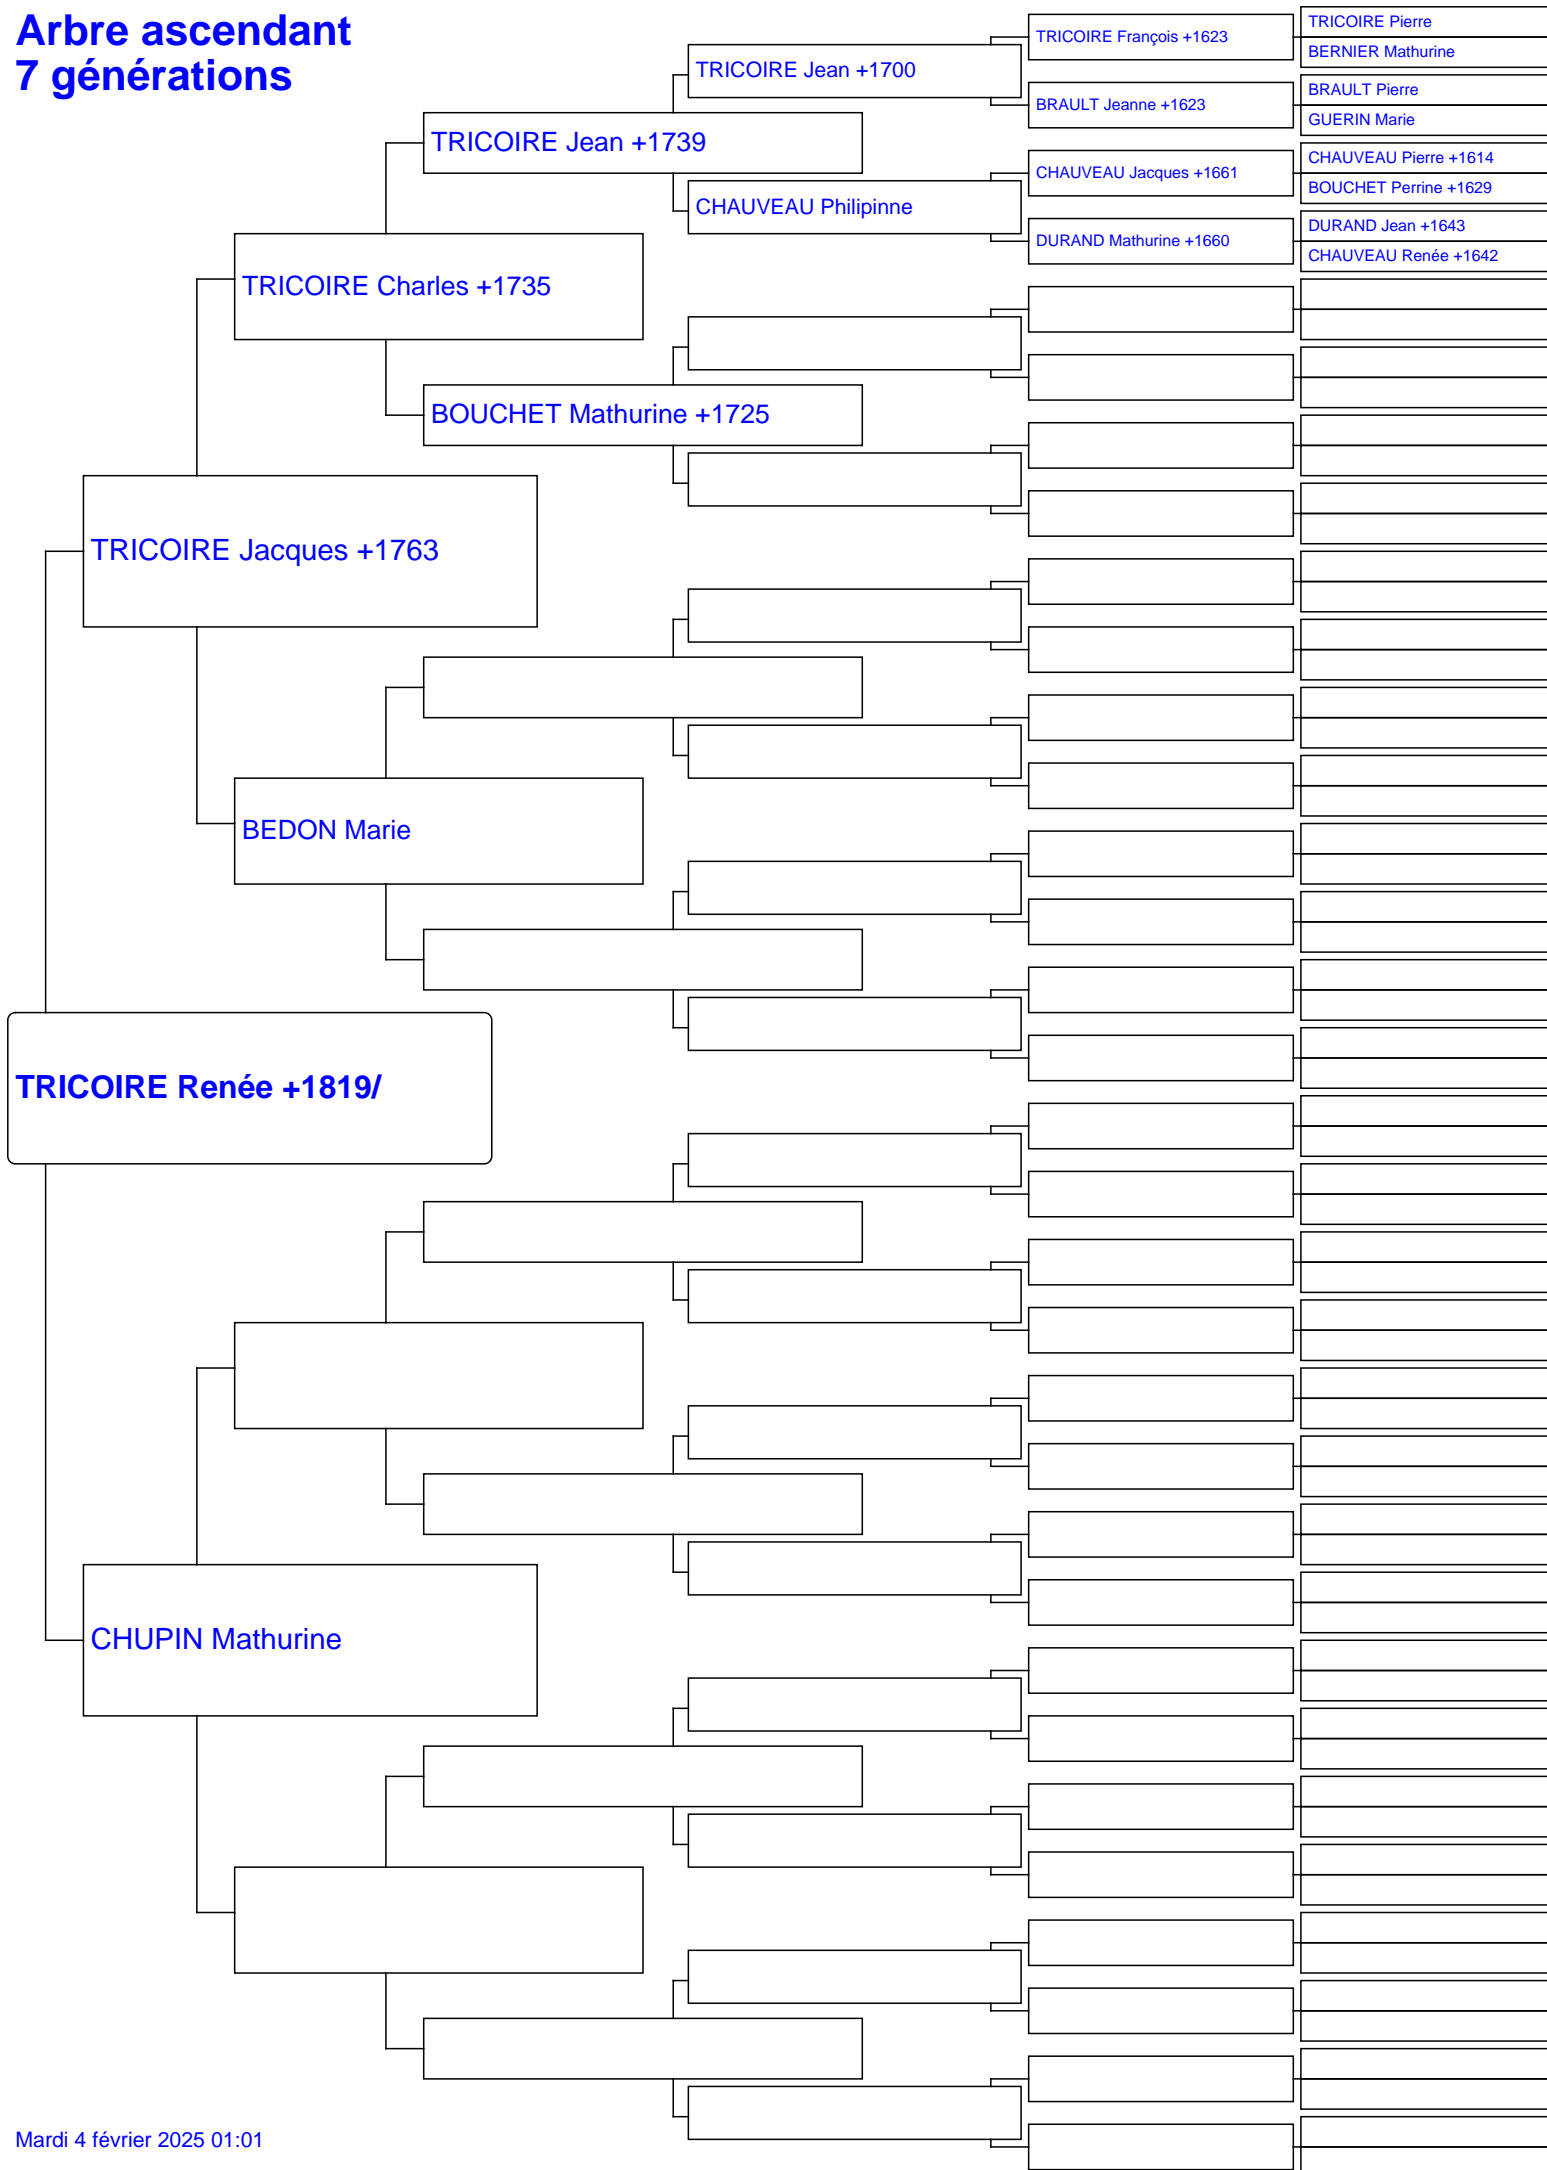 Arbre ascendant
7 générations
TRICOIRE Pierre
TRICOIRE François +1623
BERNIER Mathurine
TRICOIRE Jean +1700
BRAULT Pierre
BRAULT Jeanne +1623
GUERIN Marie
TRICOIRE Jean +1739
CHAUVEAU Pierre +1614
CHAUVEAU Jacques +1661
BOUCHET Perrine +1629
CHAUVEAU Philipinne
DURAND Jean +1643
DURAND Mathurine +1660
CHAUVEAU Renée +1642
TRICOIRE Charles +1735
BOUCHET Mathurine +1725
TRICOIRE Jacques +1763
BEDON Marie
TRICOIRE Renée +1819/
CHUPIN Mathurine
Mardi 4 février 2025 01:01